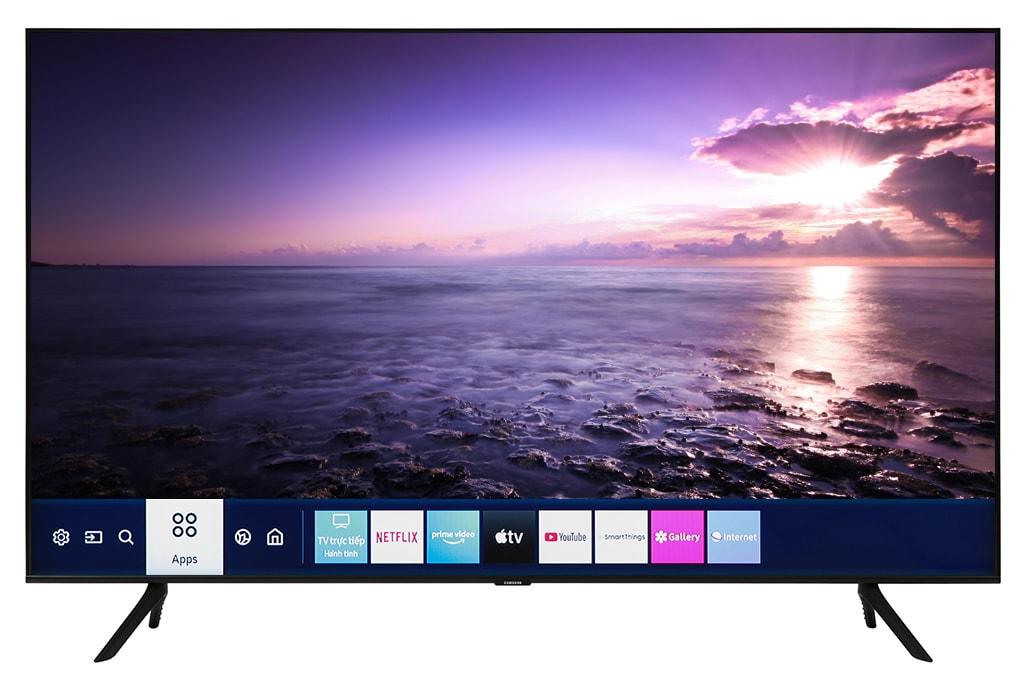 Apps
TV trực tiếp
Hành tinh
NETFLIX
prime video
tv
YouTube
SmartThings
Gallery
Internet
SAMSUNG